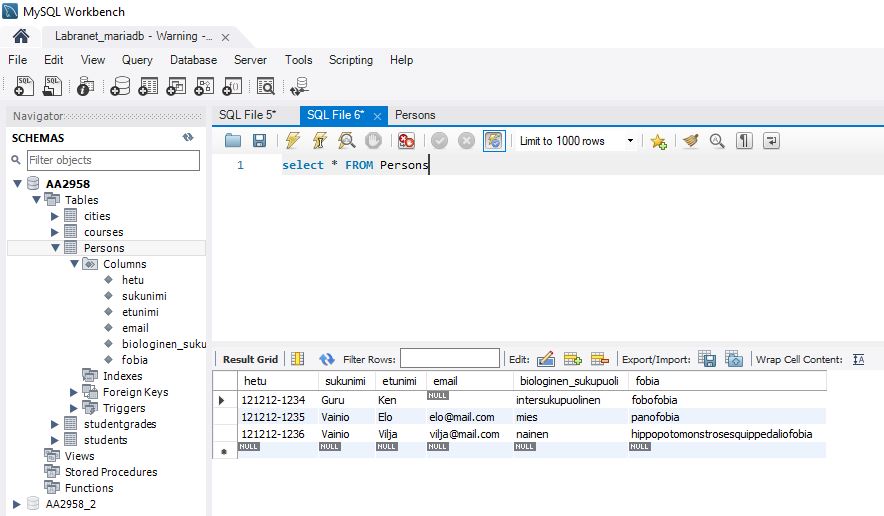 MySQL Workbench
Labranet_mariadb - Warning -... ×
File Edit View Query Database Server Tools Scripting Help
Navigator
SCHEMAS
Filter objects
AA2958
Tables
cities
courses
Persons
Columns
hetu
sukunimi
etunimi
email
biologinen_suku
fobia
Indexes
Foreign Keys
Triggers
studentgrades
students
Views
Stored Procedures
Functions
AA2958_2
SQL File 5* SQL File 6* × Persons
Limit to 1000 rows
1 select * FROM Persons
Result Grid Filter Rows: Edit: Export/Import: Wrap Cell Content: IA
hetu sukunimi etunimi email biologinen_sukupuoli fobia
121212-1234 Guru Ken NULL intersukupuolinen fobofobia
121212-1235 Vainio Elo elo@mail.com mies panofobia
121212-1236 Vainio Vilja vilja@mail.com nainen hippopotomonstrosesquippedaliofobia
NULL NULL NULL NULL NULL NULL